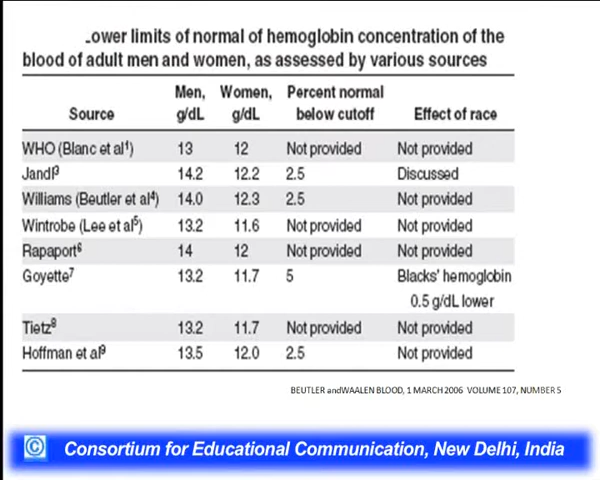 Lower limits of normal of hemoglobin concentration of the
blood of adult men and women, as assessed by various sources
Men, Women, Percent normal
Source g/dL g/dL below cutoff Effect of race
WHO (Blanc et al¹) 13 12 Not provided Not provided
Jandl³ 14.2 12.2 2.5 Discussed
Williams (Beutler et al⁴) 14.0 12.3 2.5 Not provided
Wintrobe (Lee et al⁵) 13.2 11.6 Not provided Not provided
Rapaport⁶ 14 12 Not provided Not provided
Goyette⁷ 13.2 11.7 5 Blacks' hemoglobin
0.5 g/dL lower
Tietz⁸ 13.2 11.7 Not provided Not provided
Hoffman et al⁹ 13.5 12.0 2.5 Not provided
BEUTLER andWAALEN BLOOD, 1 MARCH 2006 VOLUME 107, NUMBER 5
© Consortium for Educational Communication, New Delhi, India